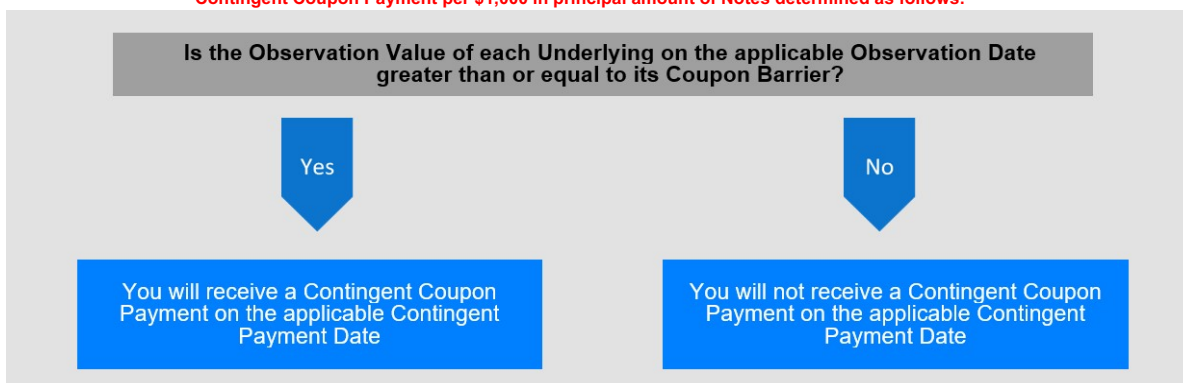 Contingent Coupon Payment per $1,000 in principal amount of Notes determined as follows:
Is the Observation Value of each Underlying on the applicable Observation Date
greater than or equal to its Coupon Barrier?
Yes
No
You will receive a Contingent Coupon
Payment on the applicable Contingent
Payment Date
You will not receive a Contingent Coupon
Payment on the applicable Contingent
Payment Date